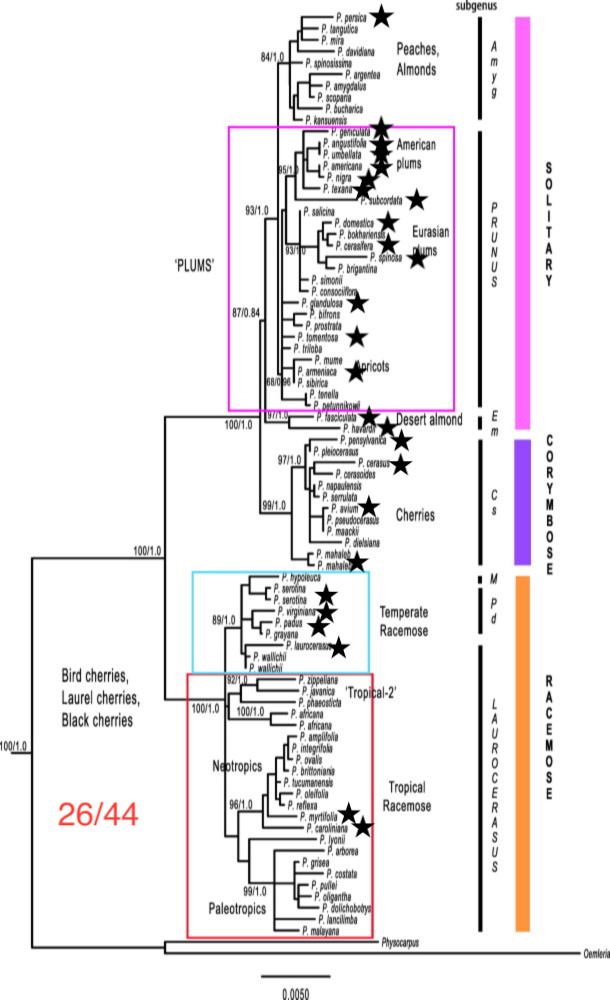 subgenus
P. persica
P. tangutica
P. mira
P. davidiana
84/1.0
P. spinosissima
P. argentea
P. amygdalus
P. scoparia
P. bucharica
P. kansuensis
Peaches,
Almonds
Amyg
P. geniculata
P. angustifolia
P. umbellata
P. americana
P. nigra
95/1.0
P. texana
P. subcordata
American
plums
P. salicina
93/1.0
P. domestica
P. bokhariensis
P. cerasifera
93/1.0
P. spinosa
P. brigantina
Eurasian
plums
'PLUMS'
P. simonii
P. consociiflora
P. glandulosa
87/0.84
P. bifrons
P. prostrata
P. tomentosa
P. triloba
P. mume
P. armeniaca
Apricots
68/0.96
P. sibirica
P. tenella
P. petunnikowii
PRUNUS
SOLITARY
97/1.0
P. fasciculata
Desert almond
P. havardii
Em
100/1.0
P. pensylvanica
P. pleiocerasus
97/1.0
P. cerasus
P. cerasoides
P. napaulensis
P. serrulata
99/1.0
P. avium
P. pseudocerasus
Cherries
P. maackii
P. dielsiana
P. mahaleb
P. mahaleb
Cs
CORYMBOSE
100/1.0
P. hypoleuca
P. serotina
P. serotina
P. virginiana
89/1.0
P. padus
P. grayana
P. laurocerasus
P. wallichii
P. wallichii
Temperate
Racemose
M
Pd
Bird cherries,
Laurel cherries,
Black cherries
92/1.0
P. zippeliana
P. javanica
'Tropical-2'
P. phaeosticta
100/1.0
100/1.0
P. africana
P. africana
P. amplifolia
P. integrifolia
P. ovalis
Neotropics
P. brittoniana
P. tucumanensis
P. oleifolia
P. reflexa
96/1.0
P. myrtifolia
P. caroliniana
Tropical
Racemose
P. lyonii
P. arborea
P. grisea
P. costata
99/1.0
P. pullei
P. oligantha
Paleotropics
P. dolichobotys
P. lancilimba
P. malayana
LAUROCERASUS
RACEMOSE
100/1.0
26/44
Physocarpus
Oemleria
0.0050